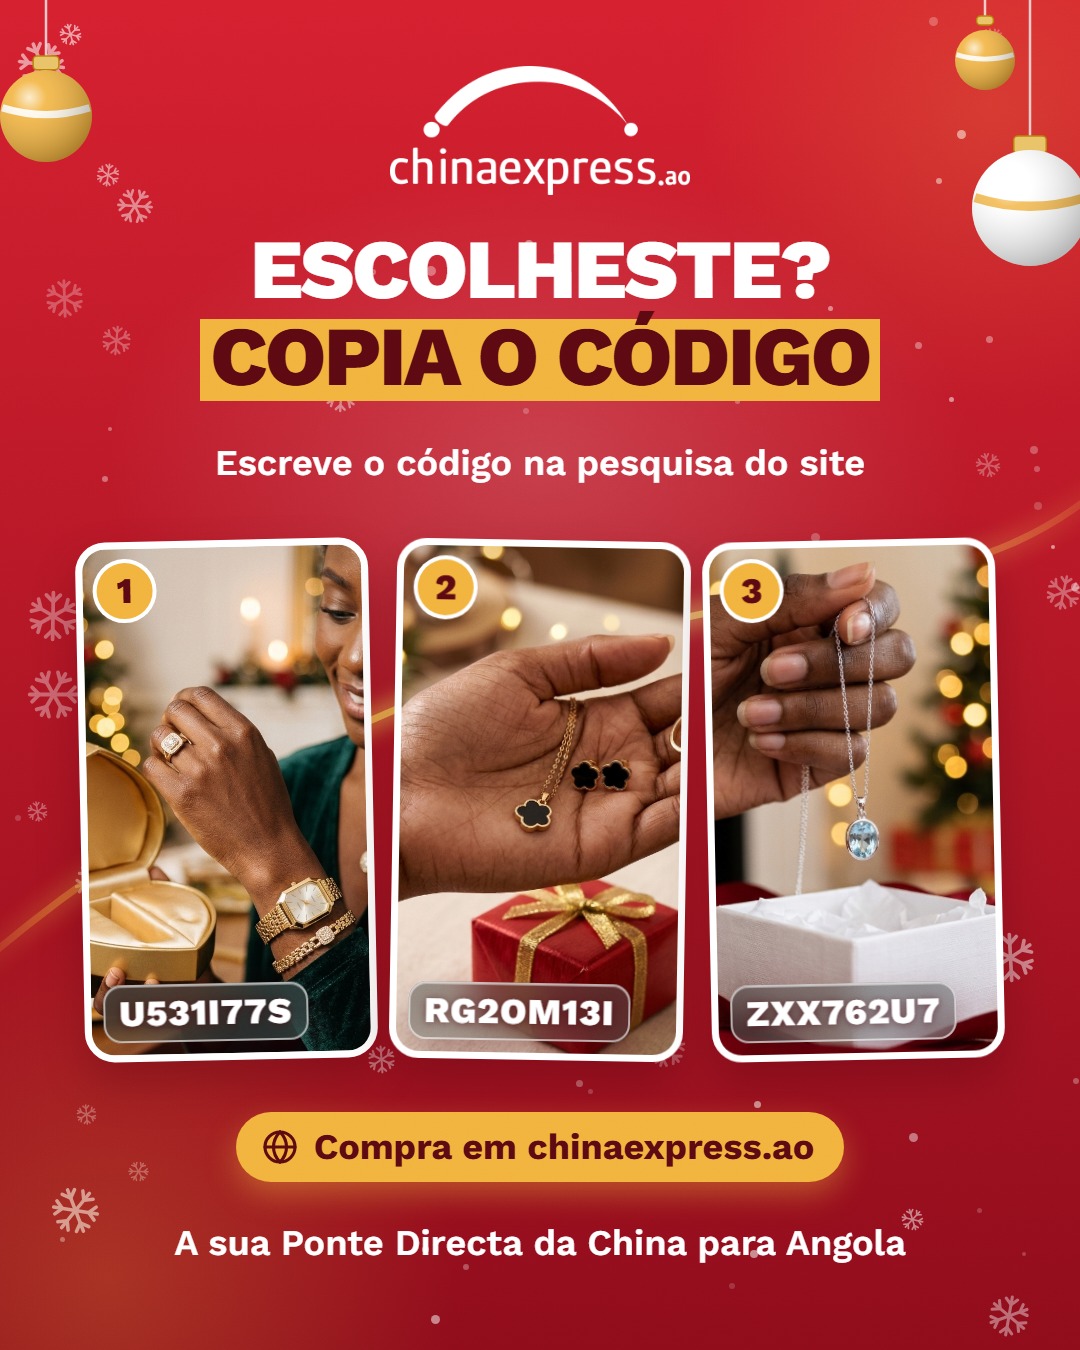 chinaexpress.ao
ESCOLHESTE?
COPIA O CÓDIGO
Escreve o código na pesquisa do site
1
2
3
U531I77S
RG2OM13I
ZXX762U7
Compra em chinaexpress.ao
A sua Ponte Directa da China para Angola